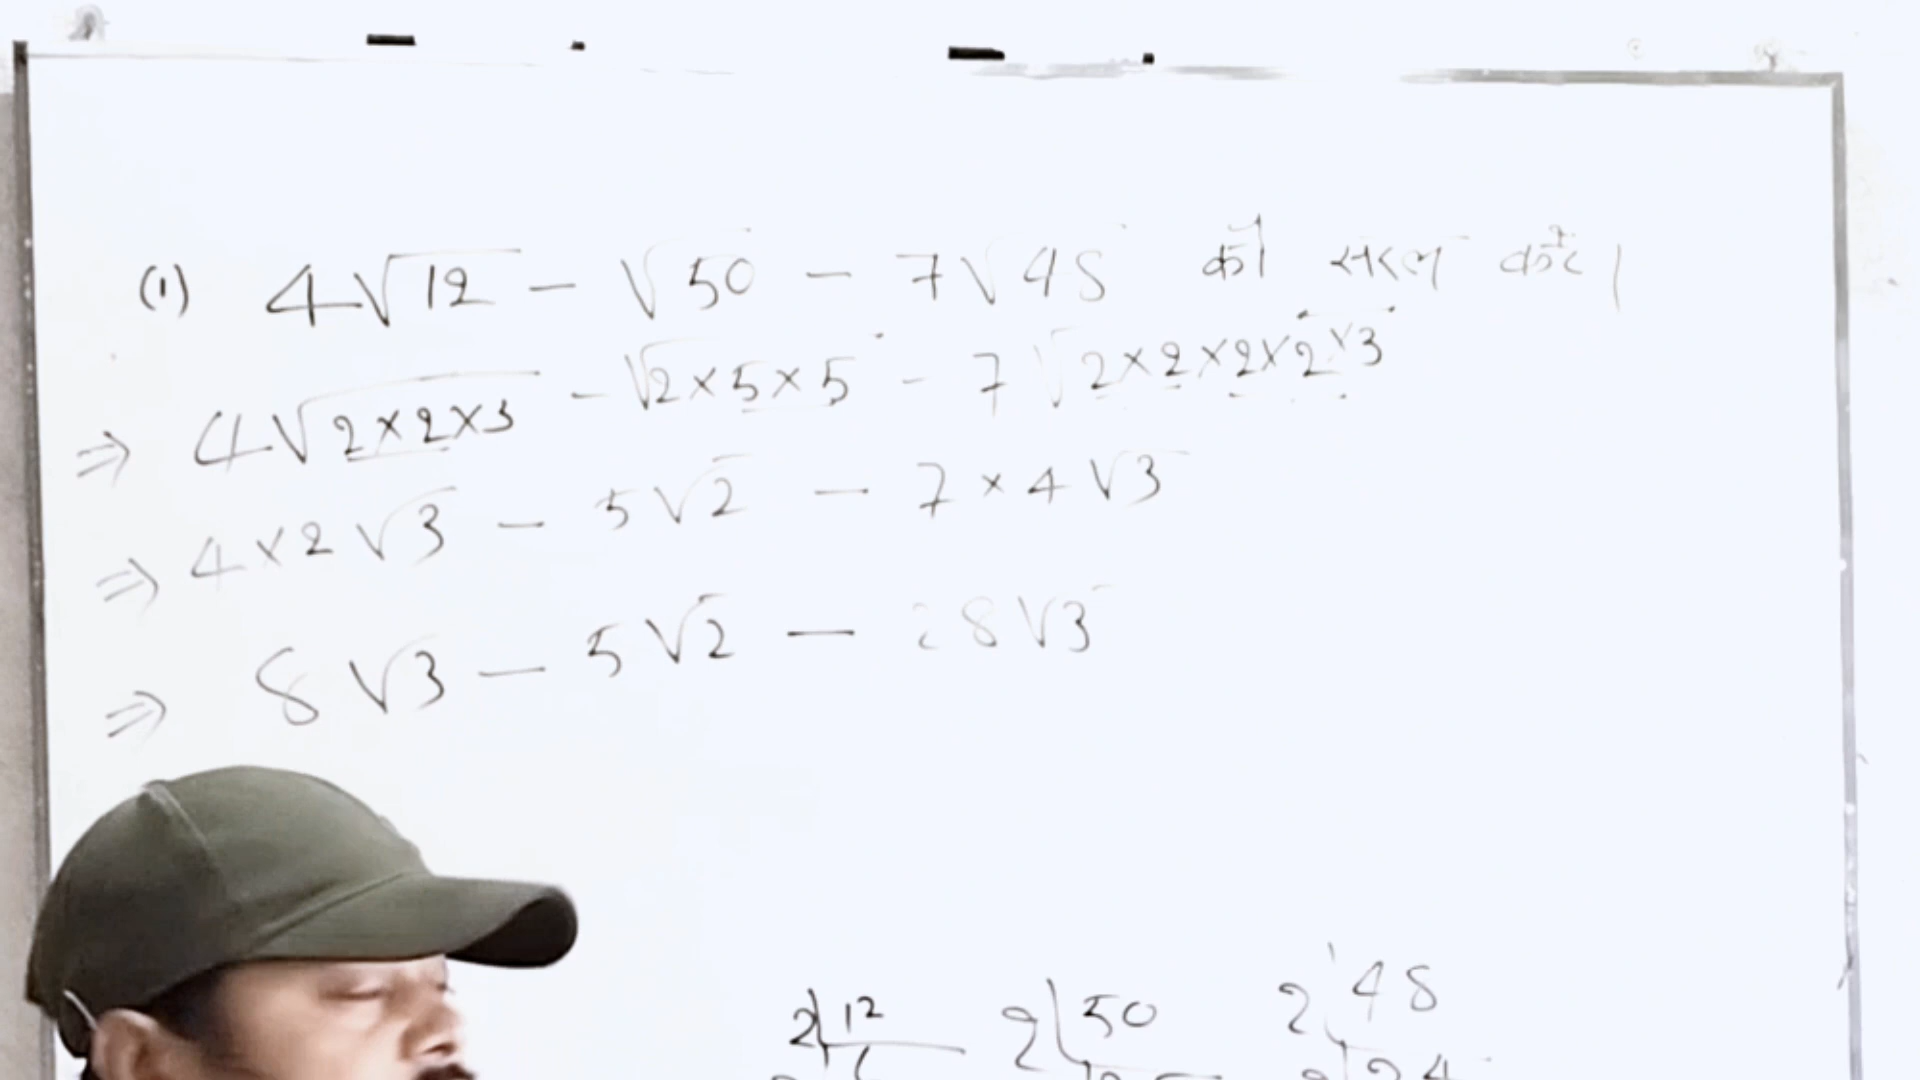 (1) 4√12 - √50 - 7√48 को सरल करें।
⇒ 4√2×2×3 - √2×5×5 - 7√2×2×2×2×3
⇒ 4×2√3 - 5√2 - 7×4√3
⇒ 8√3 - 5√2 - 28√3
2|12 2|50 2|48
24